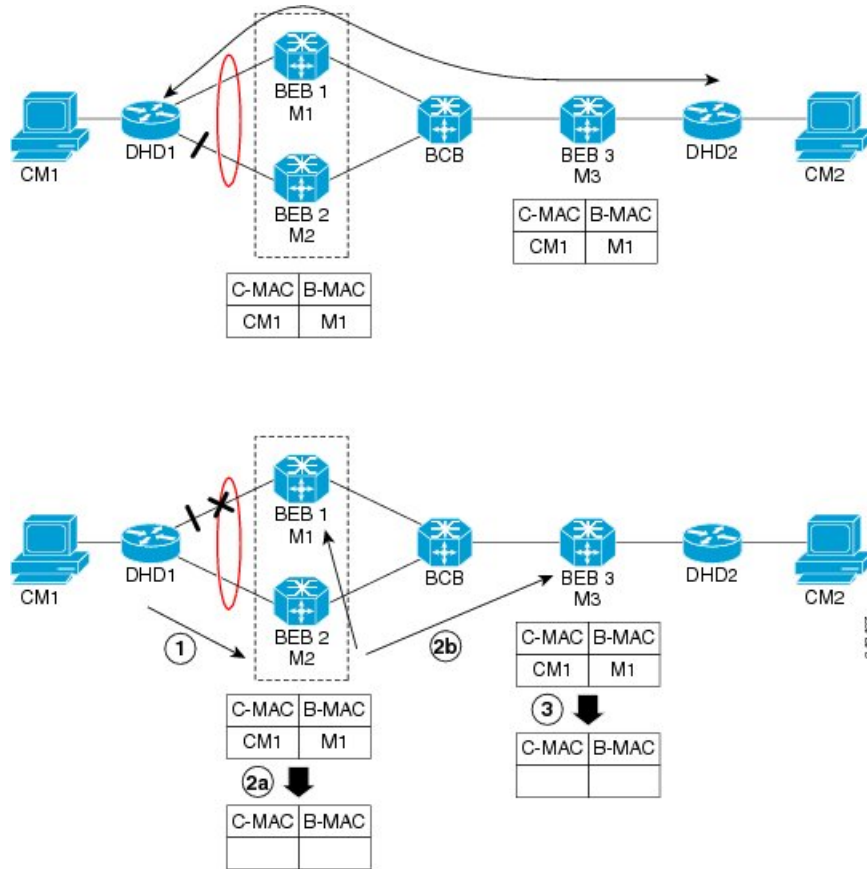 BEB 1
M1
CM1
DHD1
BEB 2
M2
BCB
BEB 3
M3
DHD2
CM2
C-MAC B-MAC
CM1 M1
C-MAC B-MAC
CM1 M1
BEB 1
M1
CM1
DHD1
BEB 2
M2
BCB
BEB 3
M3
DHD2
CM2
1
2b
C-MAC B-MAC
CM1 M1
3
C-MAC B-MAC
C-MAC B-MAC
CM1 M1
2a
C-MAC B-MAC